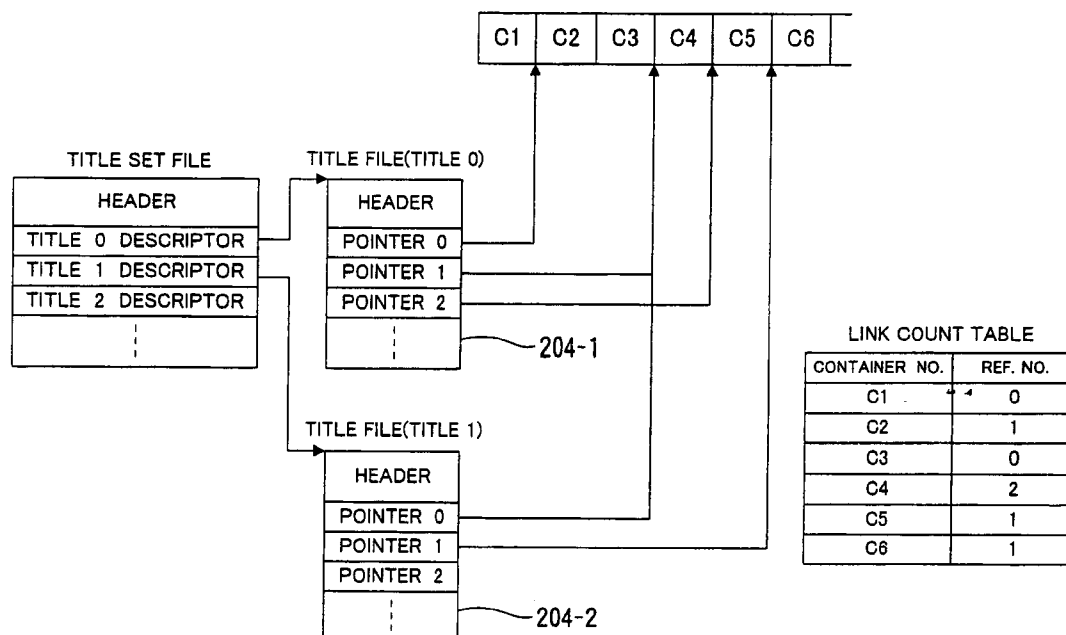 C1 C2 C3 C4 C5 C6
TITLE SET FILE
HEADER
TITLE 0 DESCRIPTOR
TITLE 1 DESCRIPTOR
TITLE 2 DESCRIPTOR
TITLE FILE(TITLE 0)
HEADER
POINTER 0
POINTER 1
POINTER 2
204-1
TITLE FILE(TITLE 1)
HEADER
POINTER 0
POINTER 1
POINTER 2
204-2
LINK COUNT TABLE
CONTAINER NO. REF. NO.
C1 0
C2 1
C3 0
C4 2
C5 1
C6 1